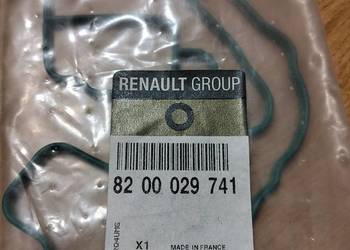 RENAULT GROUP
82 00 029 741
X1
MADE IN FRANCE